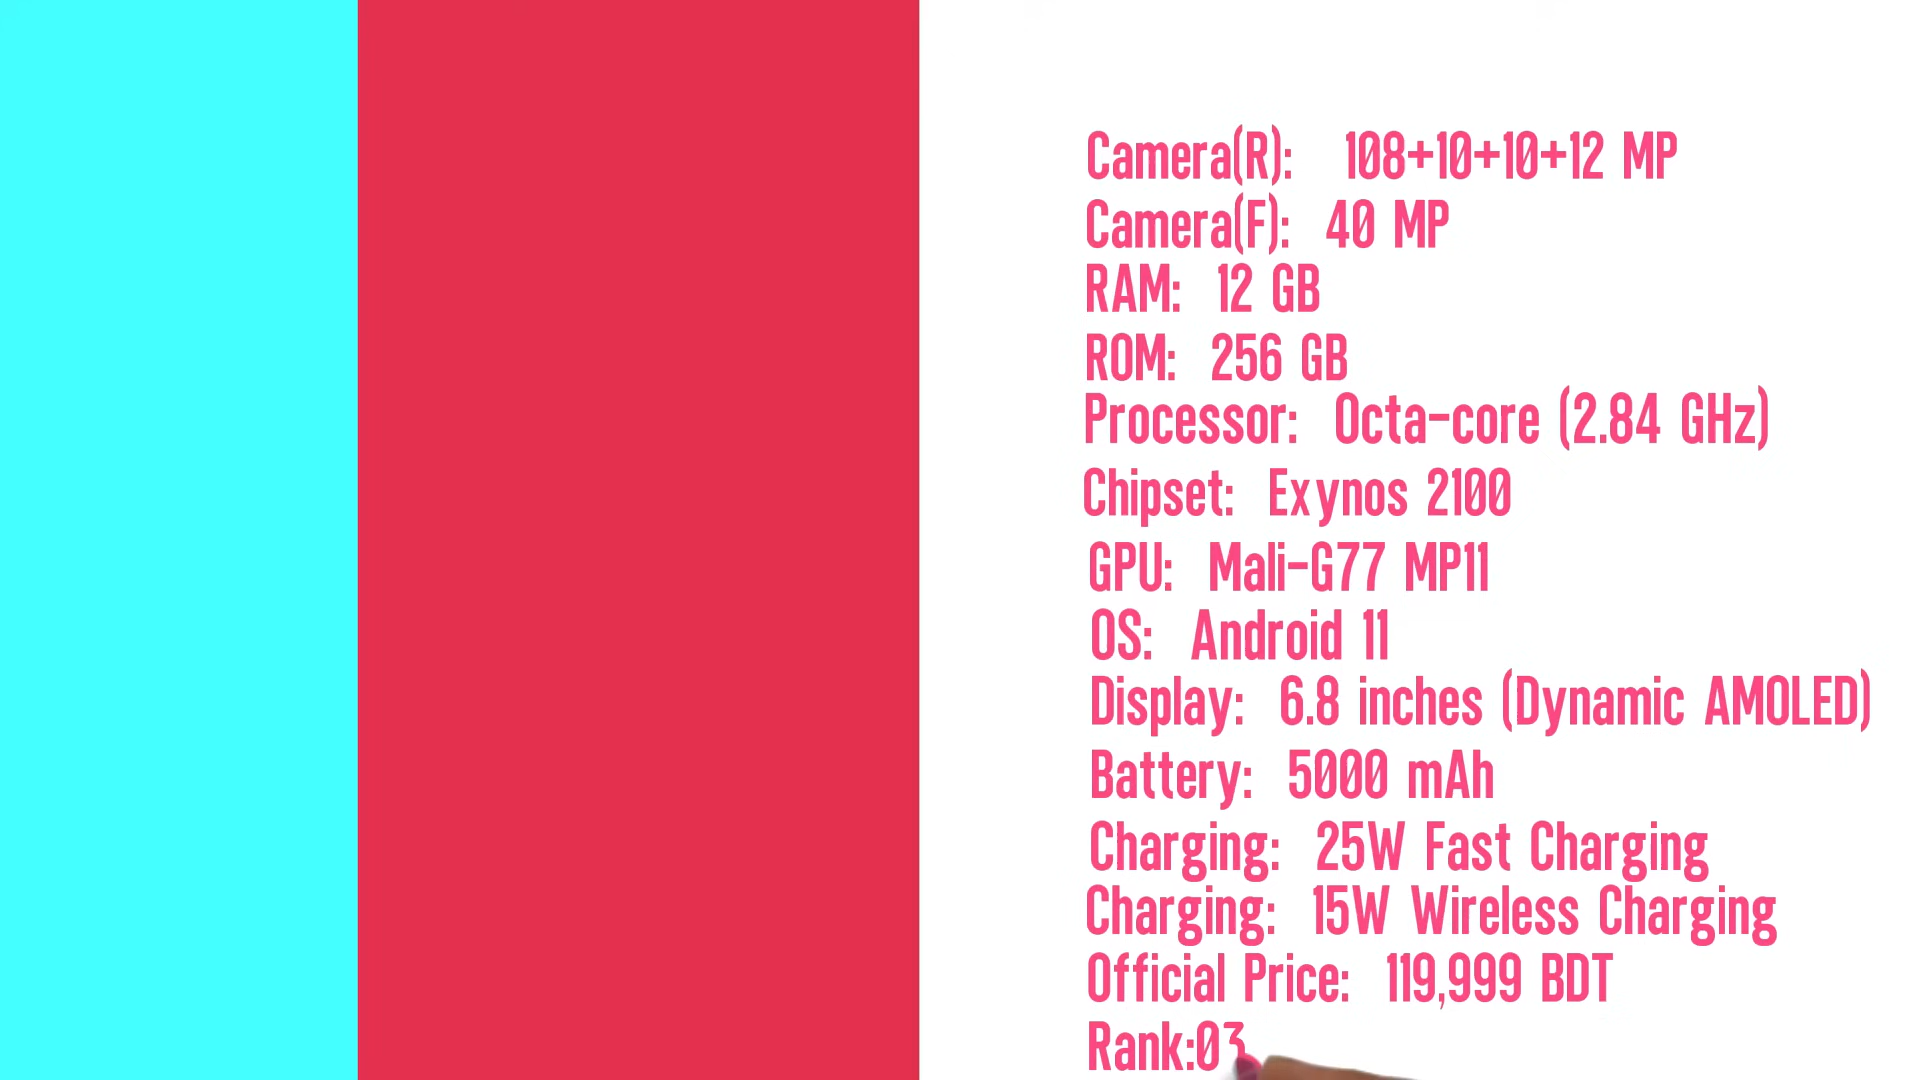 Camera(R): 108+10+10+12 MP
Camera(F): 40 MP
RAM: 12 GB
ROM: 256 GB
Processor: Octa-core (2.84 GHz)
Chipset: Exynos 2100
GPU: Mali-G77 MP11
OS: Android 11
Display: 6.8 inches (Dynamic AMOLED)
Battery: 5000 mAh
Charging: 25W Fast Charging
Charging: 15W Wireless Charging
Official Price: 119,999 BDT
Rank:03